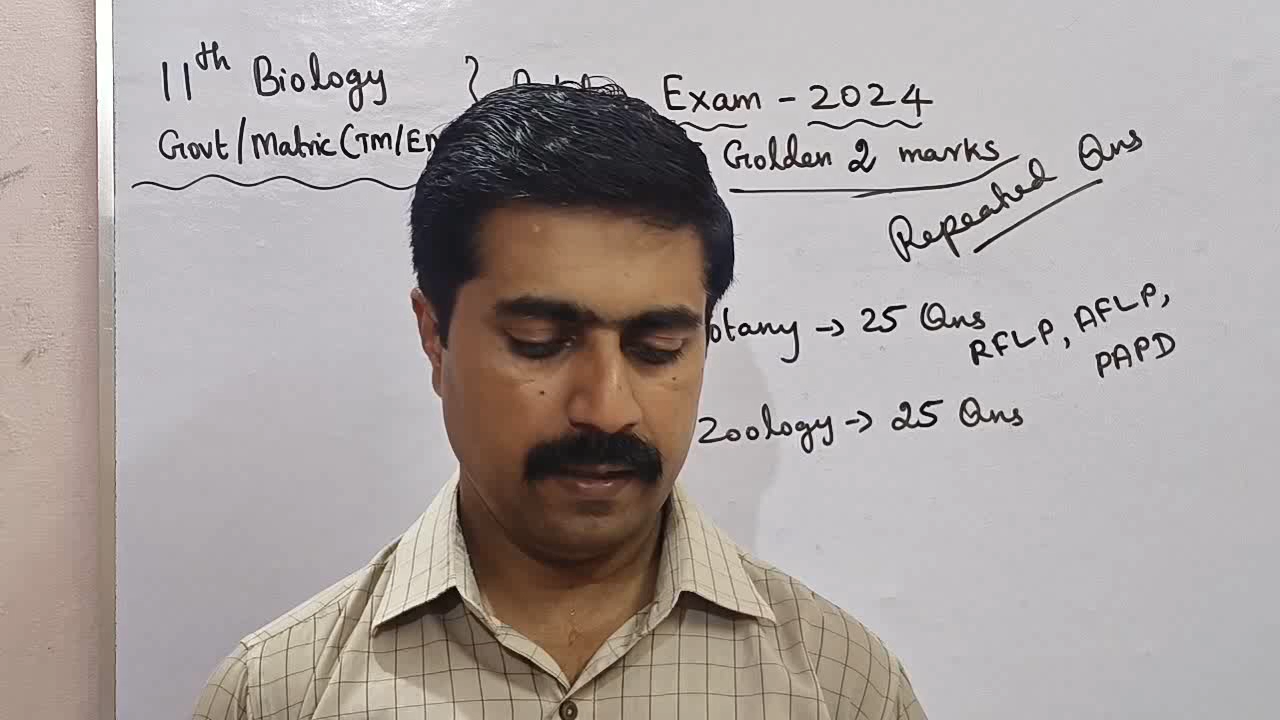 11th Biology } Exam - 2024
Govt/Matric (TM/En Golden 2 marks
Repeated Qns
otany → 25 Qns
RFLP, AFLP,
PAPD
Zoology → 25 Qns